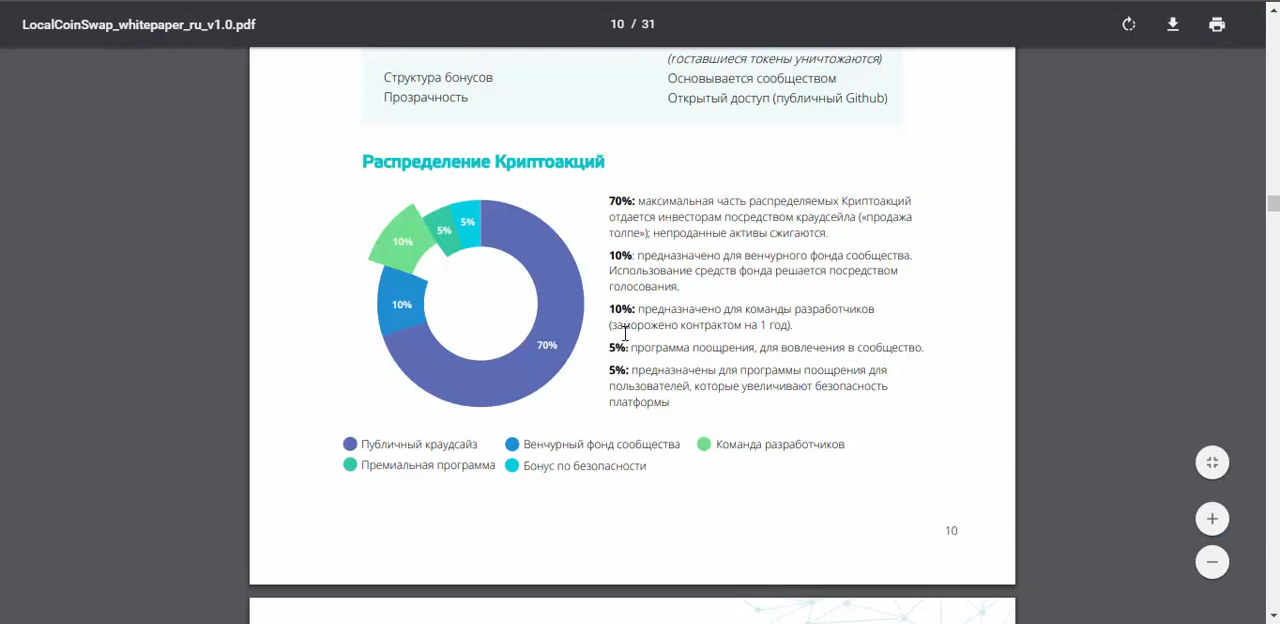 LocalCoinSwap_whitepaper_ru_v1.0.pdf
10 / 31
(гоставшиеся токены уничтожаются)
Структура бонусов
Основывается сообществом
Прозрачность
Открытый доступ (публичный Github)
Распределение Криптоакций
70%: максимальная часть распределяемых Криптоакций
отдается инвесторам посредством краудсейла («продажа
толпе»); непроданные активы сжигаются.
10%: предназначено для венчурного фонда сообщества.
Использование средств фонда решается посредством
голосования.
10%: предназначено для команды разработчиков
(заморожено контрактом на 1 год).
5%: программа поощрения, для вовлечения в сообщество.
5%: предназначены для программы поощрения для
пользователей, которые увеличивают безопасность
платформы
5%
5%
10%
10%
70%
Публичный краудсайз
Венчурный фонд сообщества
Команда разработчиков
Премиальная программа
Бонус по безопасности
10